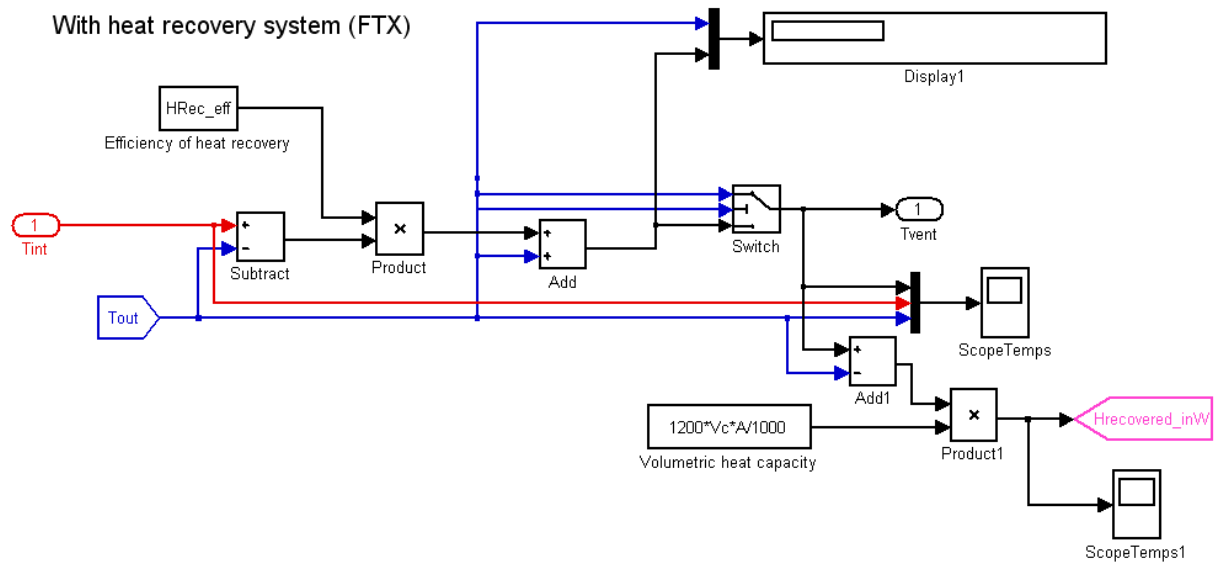 With heat recovery system (FTX)
Display1
HRec_eff
Efficiency of heat recovery
1
Tint
+
−
Subtract
×
Product
+
+
Add
Switch
1
Tvent
Tout
ScopeTemps
+
−
Add1
1200*Vc*A/1000
Volumetric heat capacity
×
Product1
Hrecovered_inW
ScopeTemps1